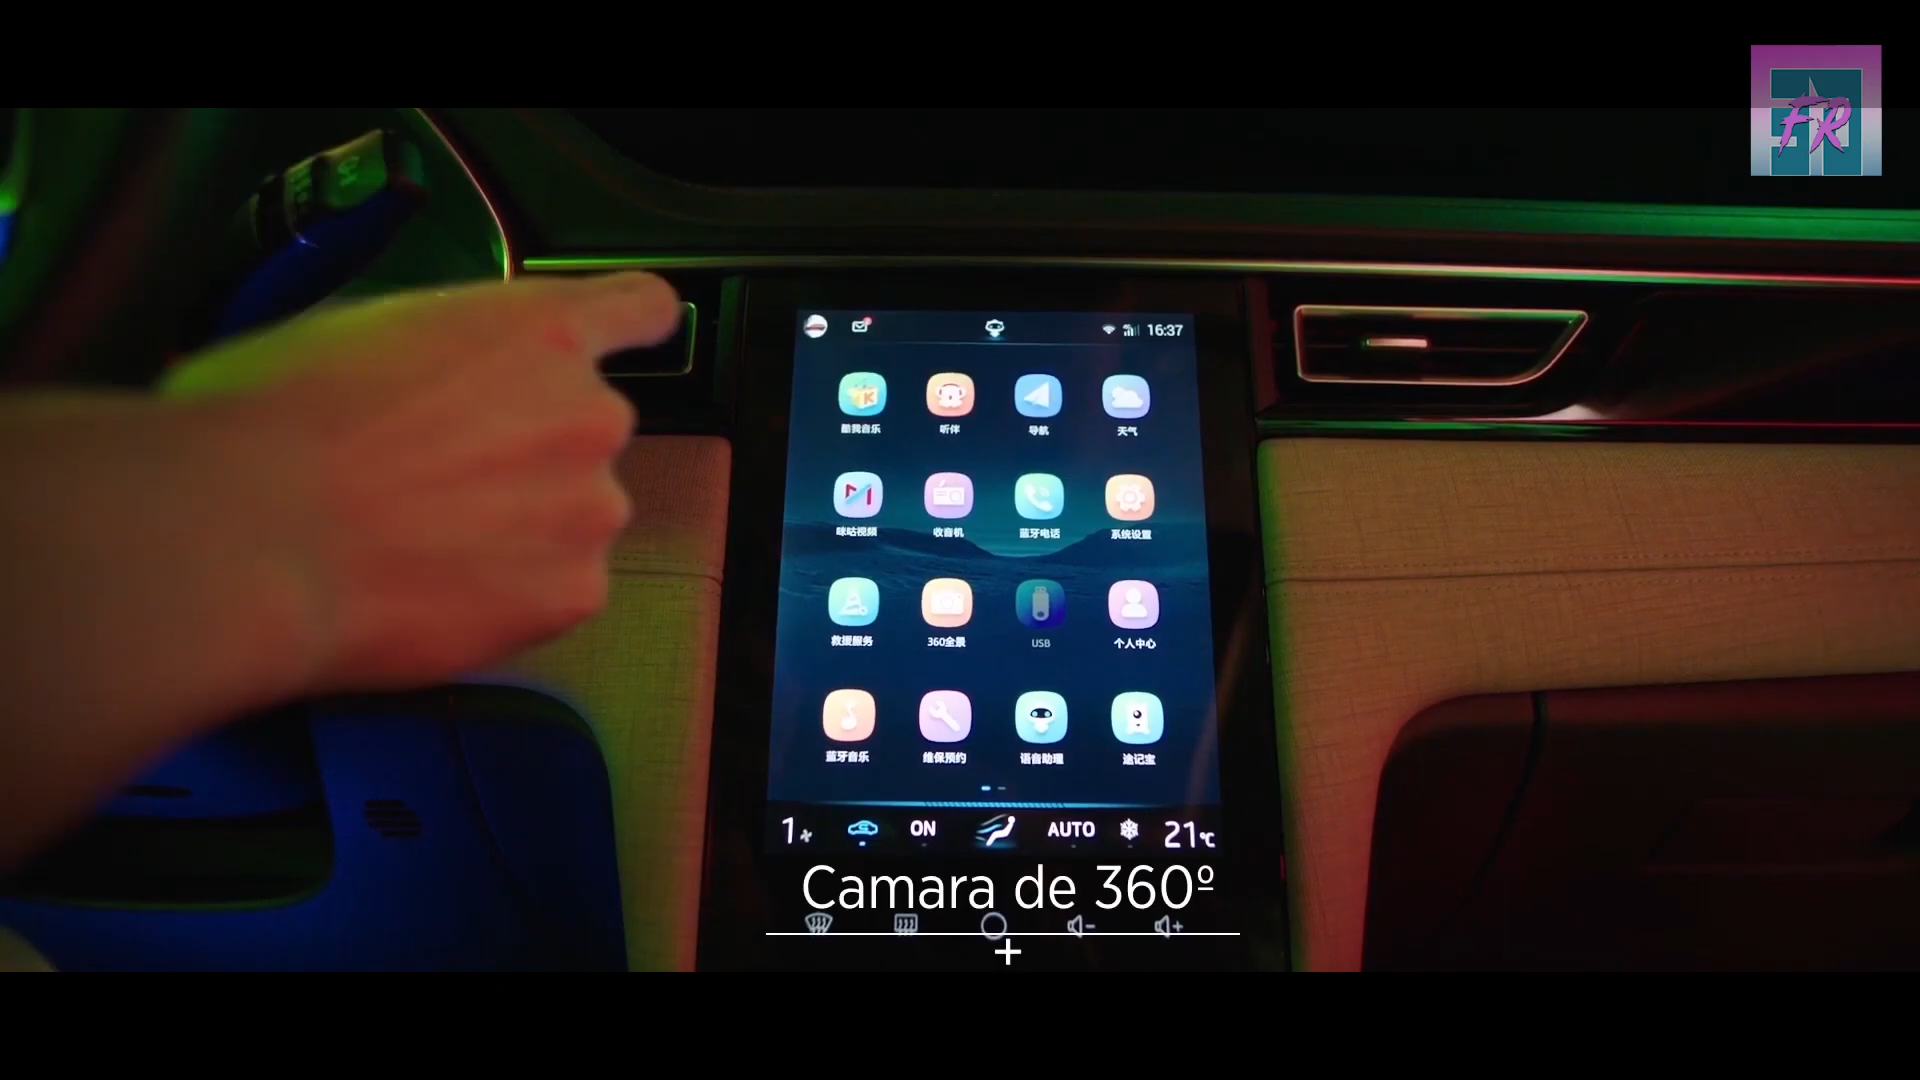 FR
16:37
酷我音乐 听伴 导航 天气
咪咕视频 收音机 蓝牙电话 系统设置
救援服务 360全景 USB 个人中心
蓝牙音乐 维保预约 语音助理 途记宝
1 ON AUTO 21℃
Camara de 360º
+